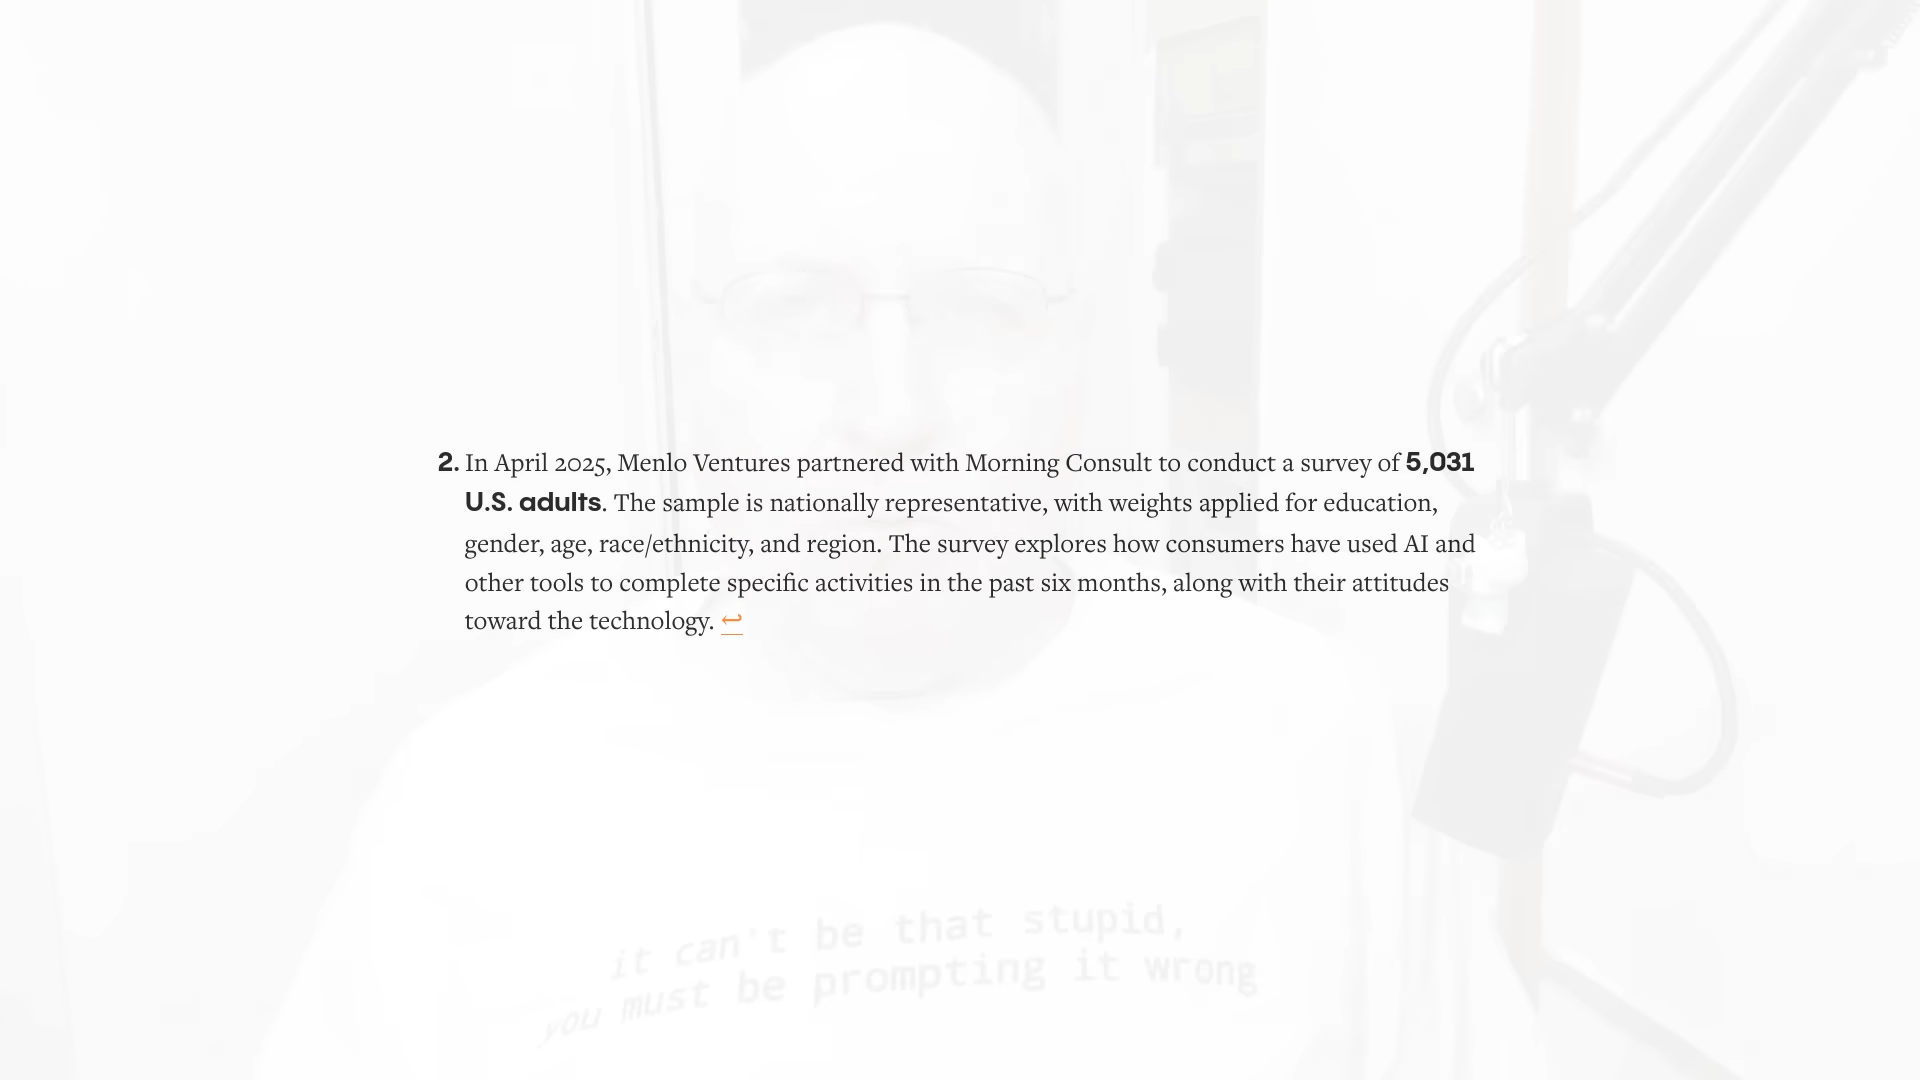 2. In April 2025, Menlo Ventures partnered with Morning Consult to conduct a survey of 5,031
U.S. adults. The sample is nationally representative, with weights applied for education,
gender, age, race/ethnicity, and region. The survey explores how consumers have used AI and
other tools to complete specific activities in the past six months, along with their attitudes
toward the technology. ↩
it can't be that stupid,
you must be prompting it wrong